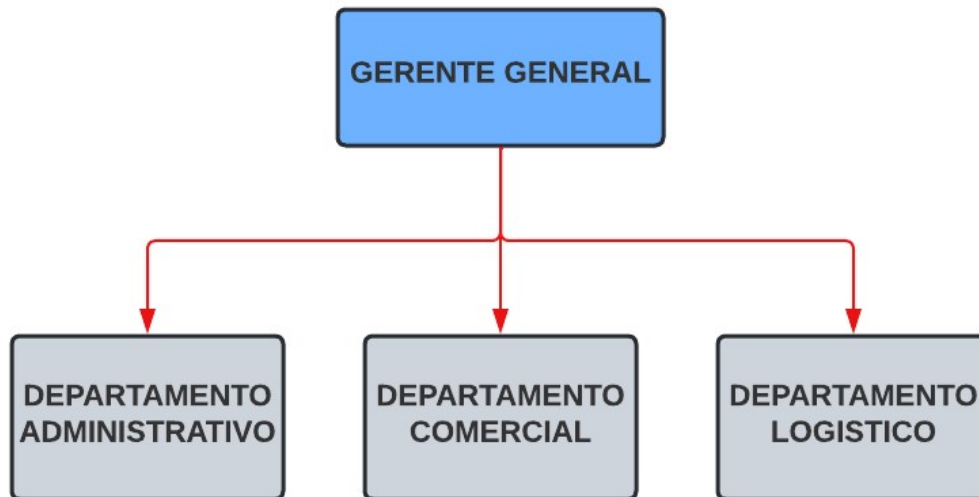 GERENTE GENERAL
DEPARTAMENTO
ADMINISTRATIVO
DEPARTAMENTO
COMERCIAL
DEPARTAMENTO
LOGISTICO